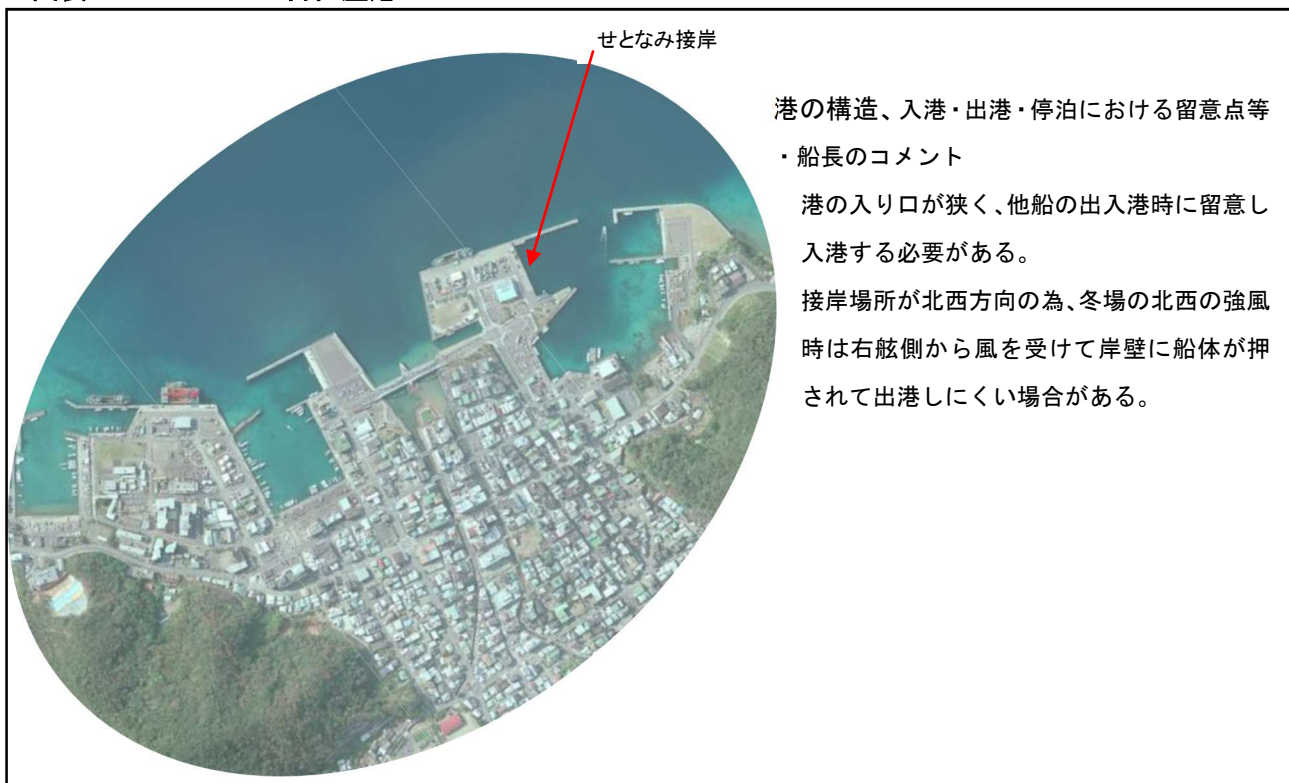 せとなみ接岸
港の構造、入港・出港・停泊における留意点等
・船長のコメント
港の入り口が狭く、他船の出入港時に留意し
入港する必要がある。
接岸場所が北西方向の為、冬場の北西の強風
時は右舷側から風を受けて岸壁に船体が押
されて出港しにくい場合がある。